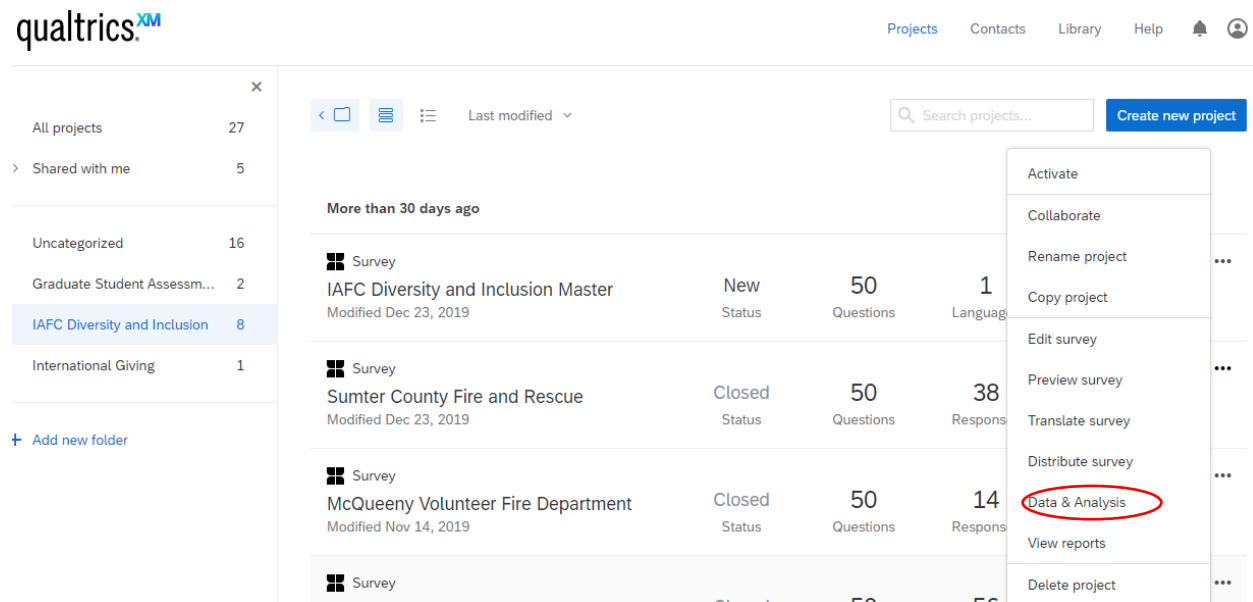 qualtrics.XM
Projects Contacts Library Help
All projects 27
Shared with me 5
Uncategorized 16
Graduate Student Assessm... 2
IAFC Diversity and Inclusion 8
International Giving 1
+ Add new folder
Last modified
Search projects...
Create new project
More than 30 days ago
Survey
IAFC Diversity and Inclusion Master
Modified Dec 23, 2019
New
Status
50
Questions
1
Languag
Survey
Sumter County Fire and Rescue
Modified Dec 23, 2019
Closed
Status
50
Questions
38
Respons
Survey
McQueeny Volunteer Fire Department
Modified Nov 14, 2019
Closed
Status
50
Questions
14
Respons
Survey
Activate
Collaborate
Rename project
Copy project
Edit survey
Preview survey
Translate survey
Distribute survey
Data & Analysis
View reports
Delete project